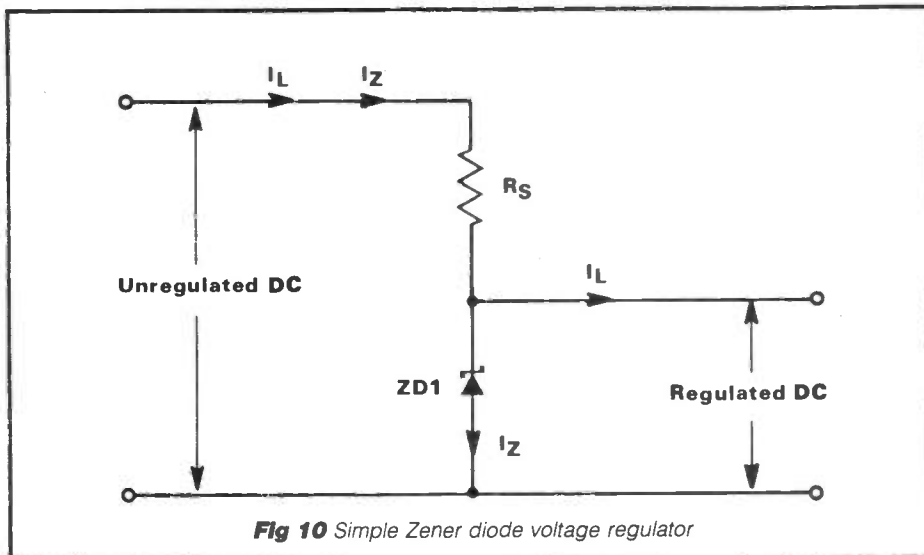 IL IZ
RS
Unregulated DC
IL
ZD1
Regulated DC
IZ
Fig 10 Simple Zener diode voltage regulator